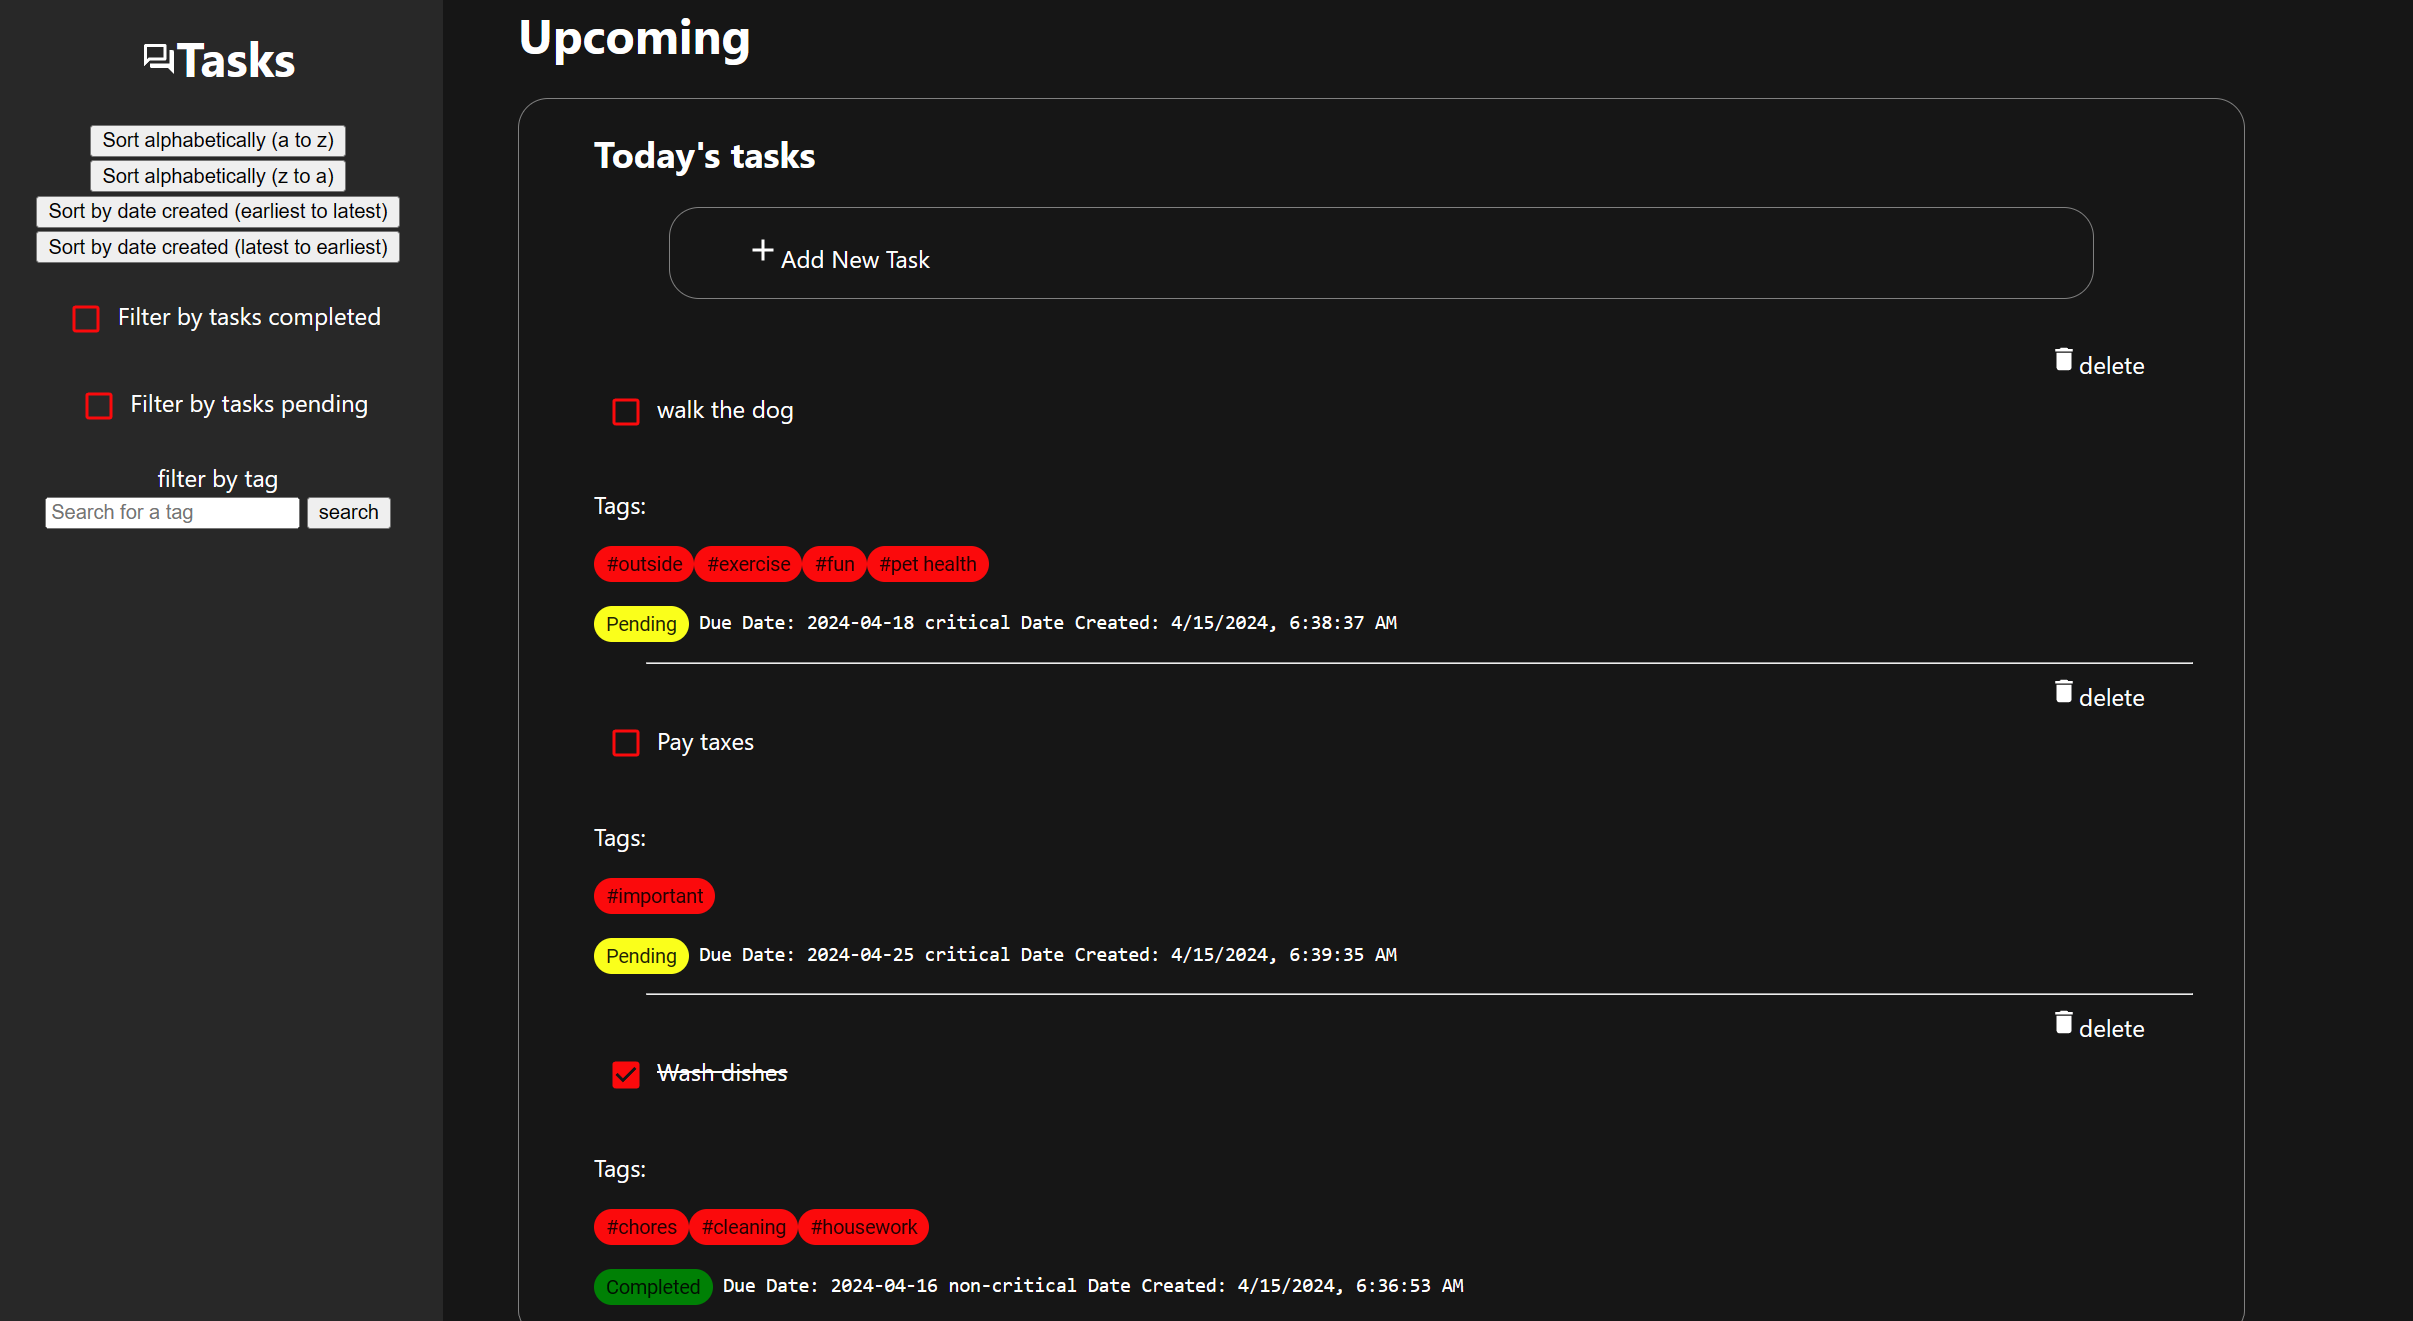 Tasks
Sort alphabetically (a to z)
Sort alphabetically (z to a)
Sort by date created (earliest to latest)
Sort by date created (latest to earliest)
Filter by tasks completed
Filter by tasks pending
filter by tag
Search for a tag search
Upcoming
Today's tasks
Add New Task
delete
walk the dog
Tags:
#outside #exercise #fun #pet health
Pending Due Date: 2024-04-18 critical Date Created: 4/15/2024, 6:38:37 AM
delete
Pay taxes
Tags:
#important
Pending Due Date: 2024-04-25 critical Date Created: 4/15/2024, 6:39:35 AM
delete
Wash dishes
Tags:
#chores #cleaning #housework
Completed Due Date: 2024-04-16 non-critical Date Created: 4/15/2024, 6:36:53 AM